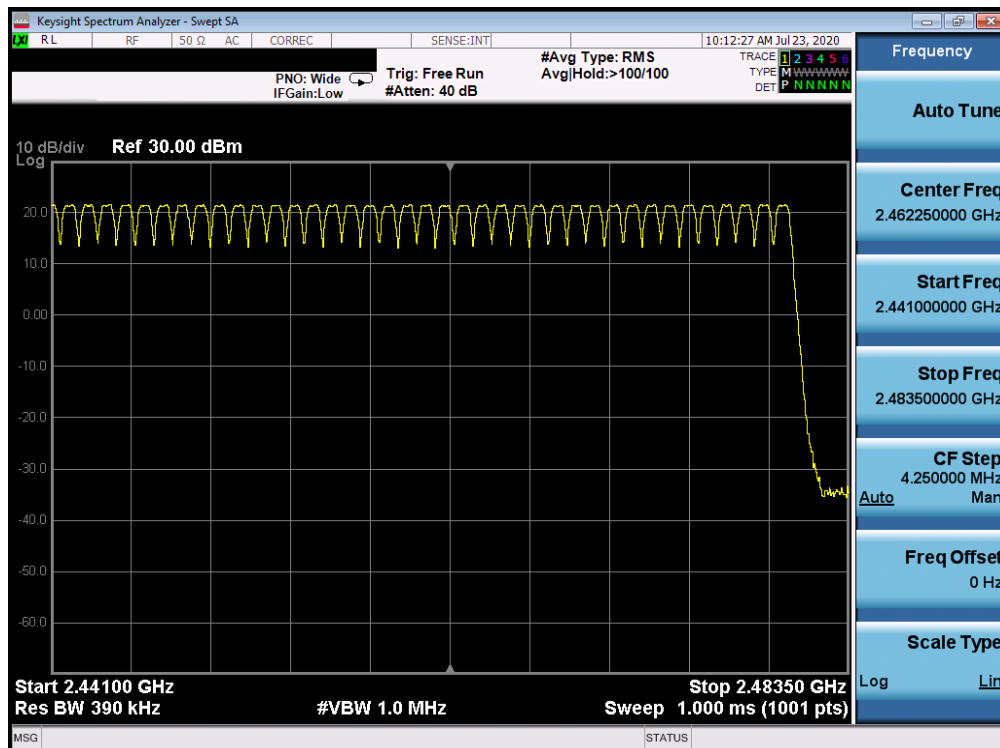 Keysight Spectrum Analyzer - Swept SA
LXI RL RF 50 Ω AC CORREC SENSE:INT 10:12:27 AM Jul 23, 2020
#Avg Type: RMS TRACE 1 2 3 4 5 6
PNO: Wide Trig: Free Run Avg|Hold:>100/100 TYPE M WWWWW
IFGain:Low #Atten: 40 dB DET P N N N N N
10 dB/div Ref 30.00 dBm
Log
20.0
10.0
0.00
-10.0
-20.0
-30.0
-40.0
-50.0
-60.0
Start 2.44100 GHz Stop 2.48350 GHz
Res BW 390 kHz #VBW 1.0 MHz Sweep 1.000 ms (1001 pts)
MSG STATUS
Frequency
Auto Tune
Center Freq
2.462250000 GHz
Start Freq
2.441000000 GHz
Stop Freq
2.483500000 GHz
CF Step
4.250000 MHz
Auto Man
Freq Offset
0 Hz
Scale Type
Log Lin